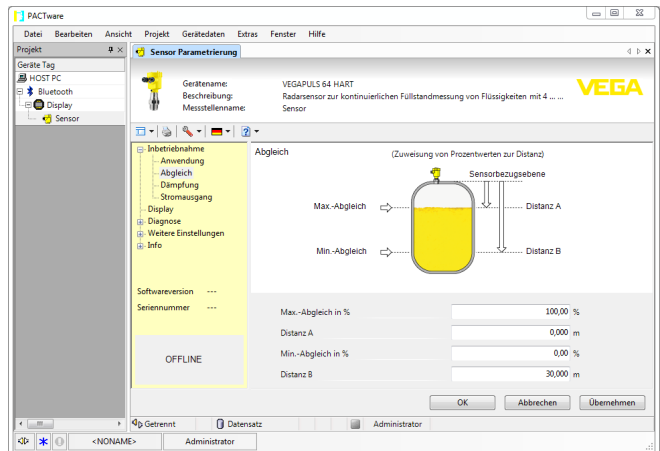 PACTware
Datei Bearbeiten Ansicht Projekt Gerätedaten Extras Fenster Hilfe
Projekt
Geräte Tag
HOST PC
Bluetooth
Display
Sensor
Sensor Parametrierung
Gerätename: VEGAPULS 64 HART
Beschreibung: Radarsensor zur kontinuierlichen Füllstandmessung von Flüssigkeiten mit 4 ... ...
Messstellenname: Sensor
VEGA
Inbetriebnahme
Anwendung
Abgleich
Dämpfung
Stromausgang
Display
Diagnose
Weitere Einstellungen
Info
Softwareversion ---
Seriennummer ---
OFFLINE
Abgleich
(Zuweisung von Prozentwerten zur Distanz)
Sensorbezugsebene
Max.-Abgleich
Distanz A
Min.-Abgleich
Distanz B
Max.-Abgleich in % 100,00 %
Distanz A 0,000 m
Min.-Abgleich in % 0,00 %
Distanz B 30,000 m
OK Abbrechen Übernehmen
Getrennt Datensatz Administrator
<NONAME> Administrator